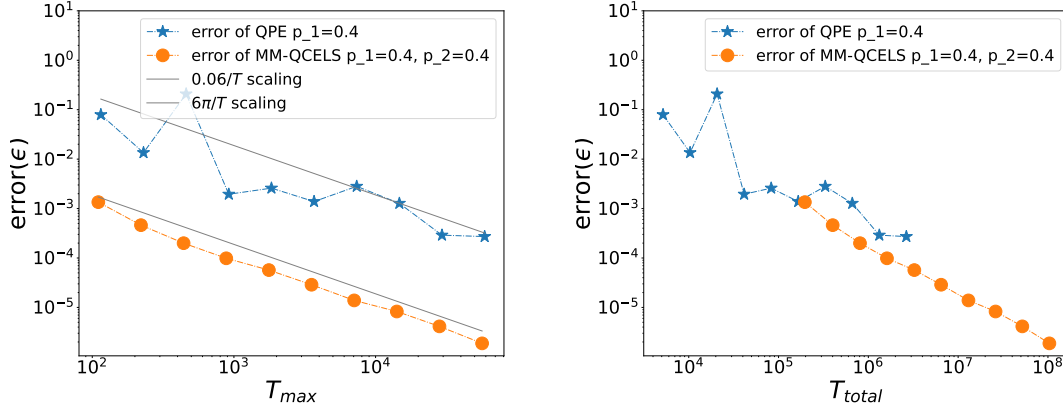 error of QPE p_1=0.4
error of MM-QCELS p_1=0.4, p_2=0.4
0.06/T scaling
6π/T scaling
10^1
10^0
10^-1
10^-2
10^-3
10^-4
10^-5
error(ϵ)
10^2
10^3
10^4
T_max
error of QPE p_1=0.4
error of MM-QCELS p_1=0.4, p_2=0.4
10^1
10^0
10^-1
10^-2
10^-3
10^-4
10^-5
error(ϵ)
10^4
10^5
10^6
10^7
10^8
T_total